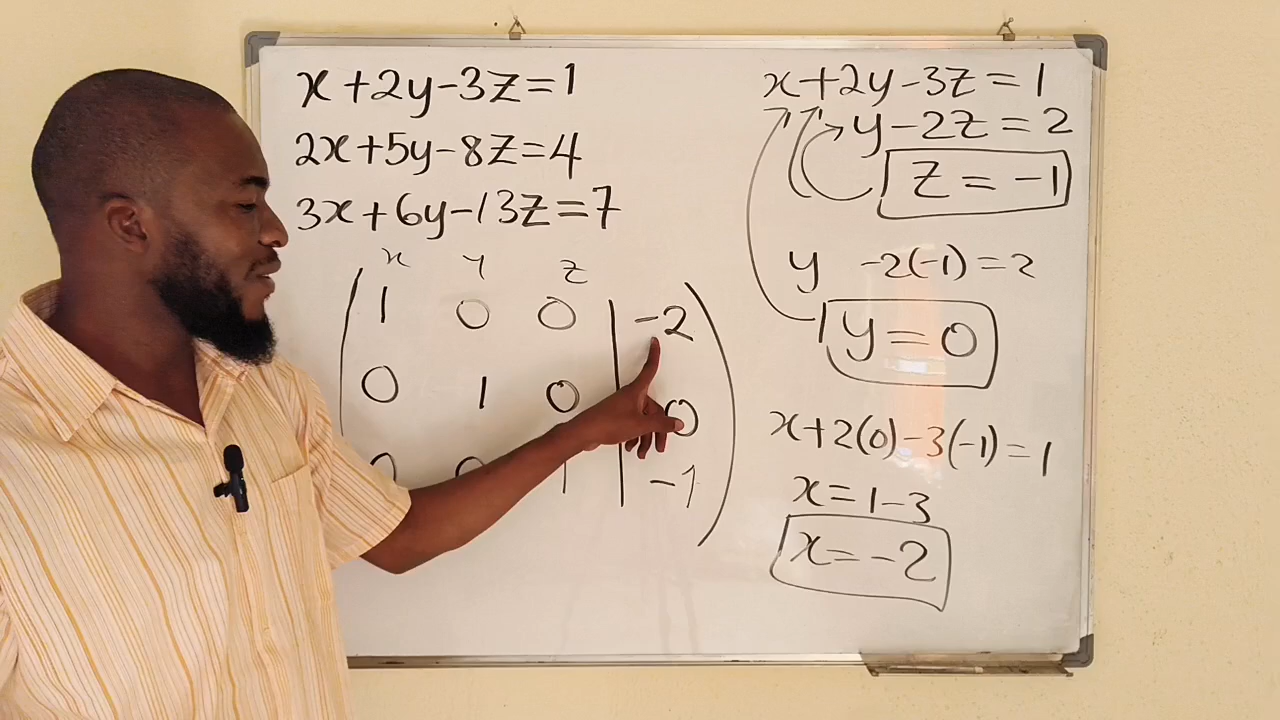 x+2y-3z=1
2x+5y-8z=4
3x+6y-13z=7
x y z
1 0 0 | -2
0 1 0 | 0
0 0 1 | -1
x+2y-3z=1
y-2z=2
z=-1
y -2(-1)=2
y=0
x+2(0)-3(-1)=1
x=1-3
x=-2